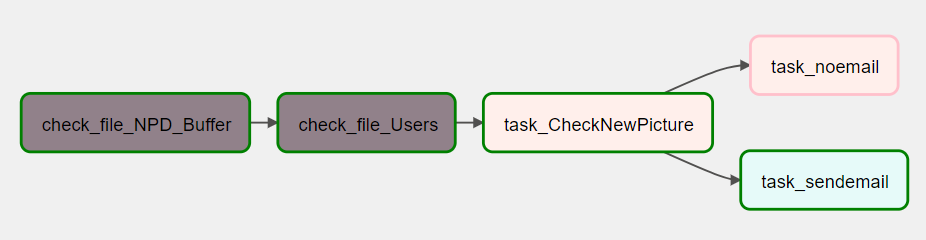 check_file_NPD_Buffer
check_file_Users
task_CheckNewPicture
task_noemail
task_sendemail